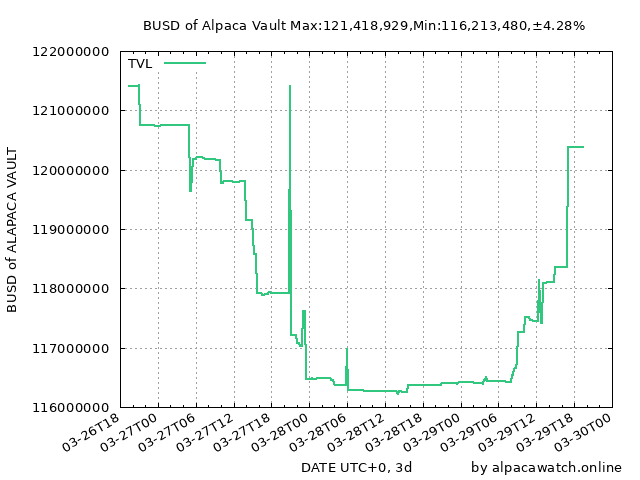 BUSD of Alpaca Vault Max:121,418,929,Min:116,213,480,±4.28%
TVL
BUSD of ALAPACA VAULT
122000000
121000000
120000000
119000000
118000000
117000000
116000000
03-26T18
03-27T00
03-27T06
03-27T12
03-27T18
03-28T00
03-28T06
03-28T12
03-28T18
03-29T00
03-29T06
03-29T12
03-29T18
03-30T00
DATE UTC+0, 3d
by alpacawatch.online